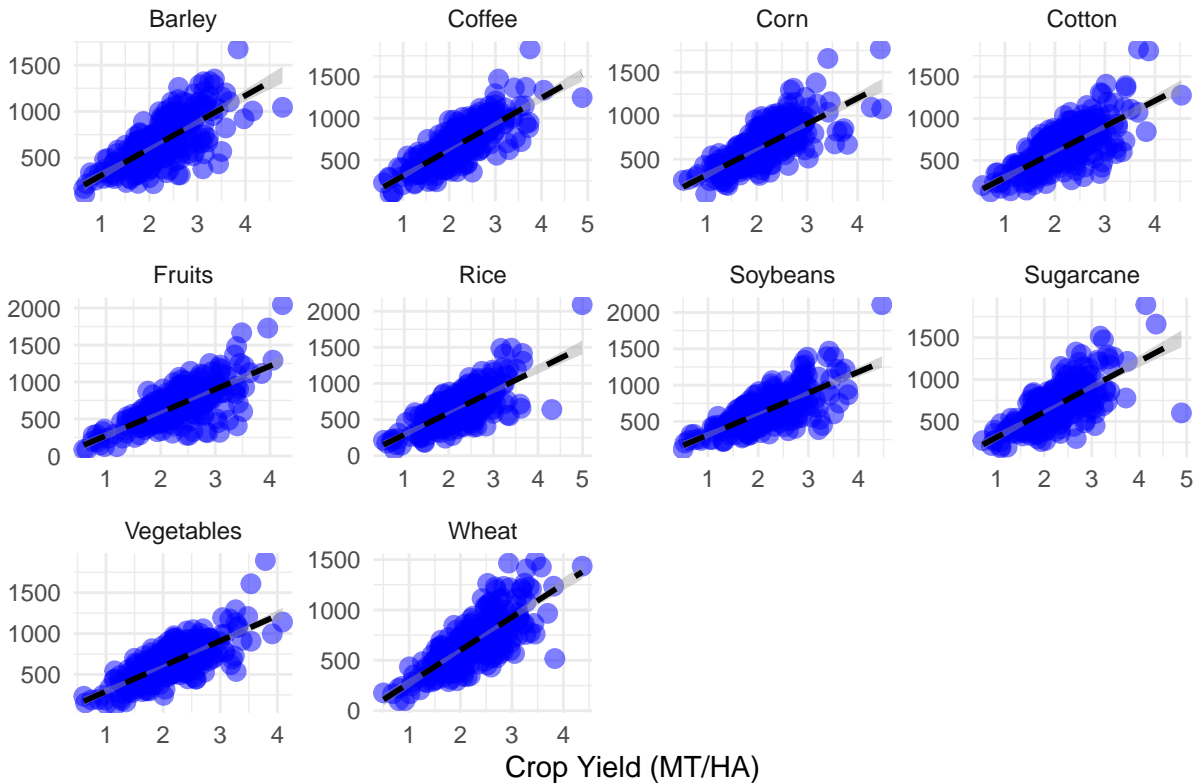 Barley Coffee Corn Cotton
1500 1500 1500 1500
1000 1000 1000 1000
500 500 500 500
1 2 3 4 1 2 3 4 5 1 2 3 4 1 2 3 4
Fruits Rice Soybeans Sugarcane
2000 2000 2000
1500 1500 1500 1500
1000 1000 1000 1000
500 500 500 500
0 0
1 2 3 4 1 2 3 4 5 1 2 3 4 1 2 3 4 5
Vegetables Wheat
1500 1500
1000 1000
500 500
0
1 2 3 4 1 2 3 4
Crop Yield (MT/HA)